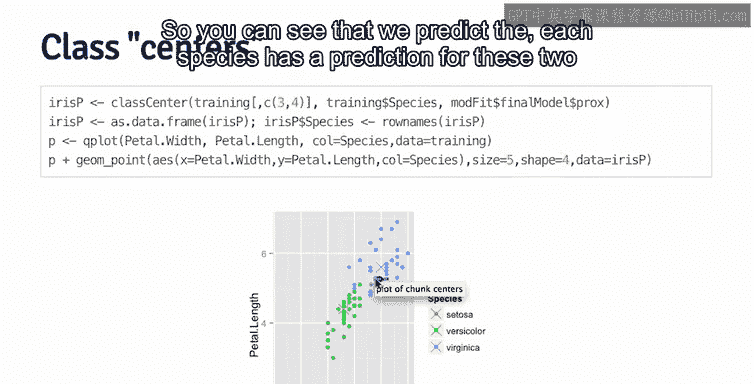 So you can see that we predict the, each
species has a prediction for these two
Class "centers"
irisP <- classCenter(training[,c(3,4)], training$Species, modFit$finalModel$prox)
irisP <- as.data.frame(irisP); irisP$Species <- rownames(irisP)
p <- qplot(Petal.Width, Petal.Length, col=Species,data=training)
p + geom_point(aes(x=Petal.Width,y=Petal.Length,col=Species),size=5,shape=4,data=irisP)
6
4
Petal.Length
plot of chunk centers
Species
setosa
versicolor
virginica